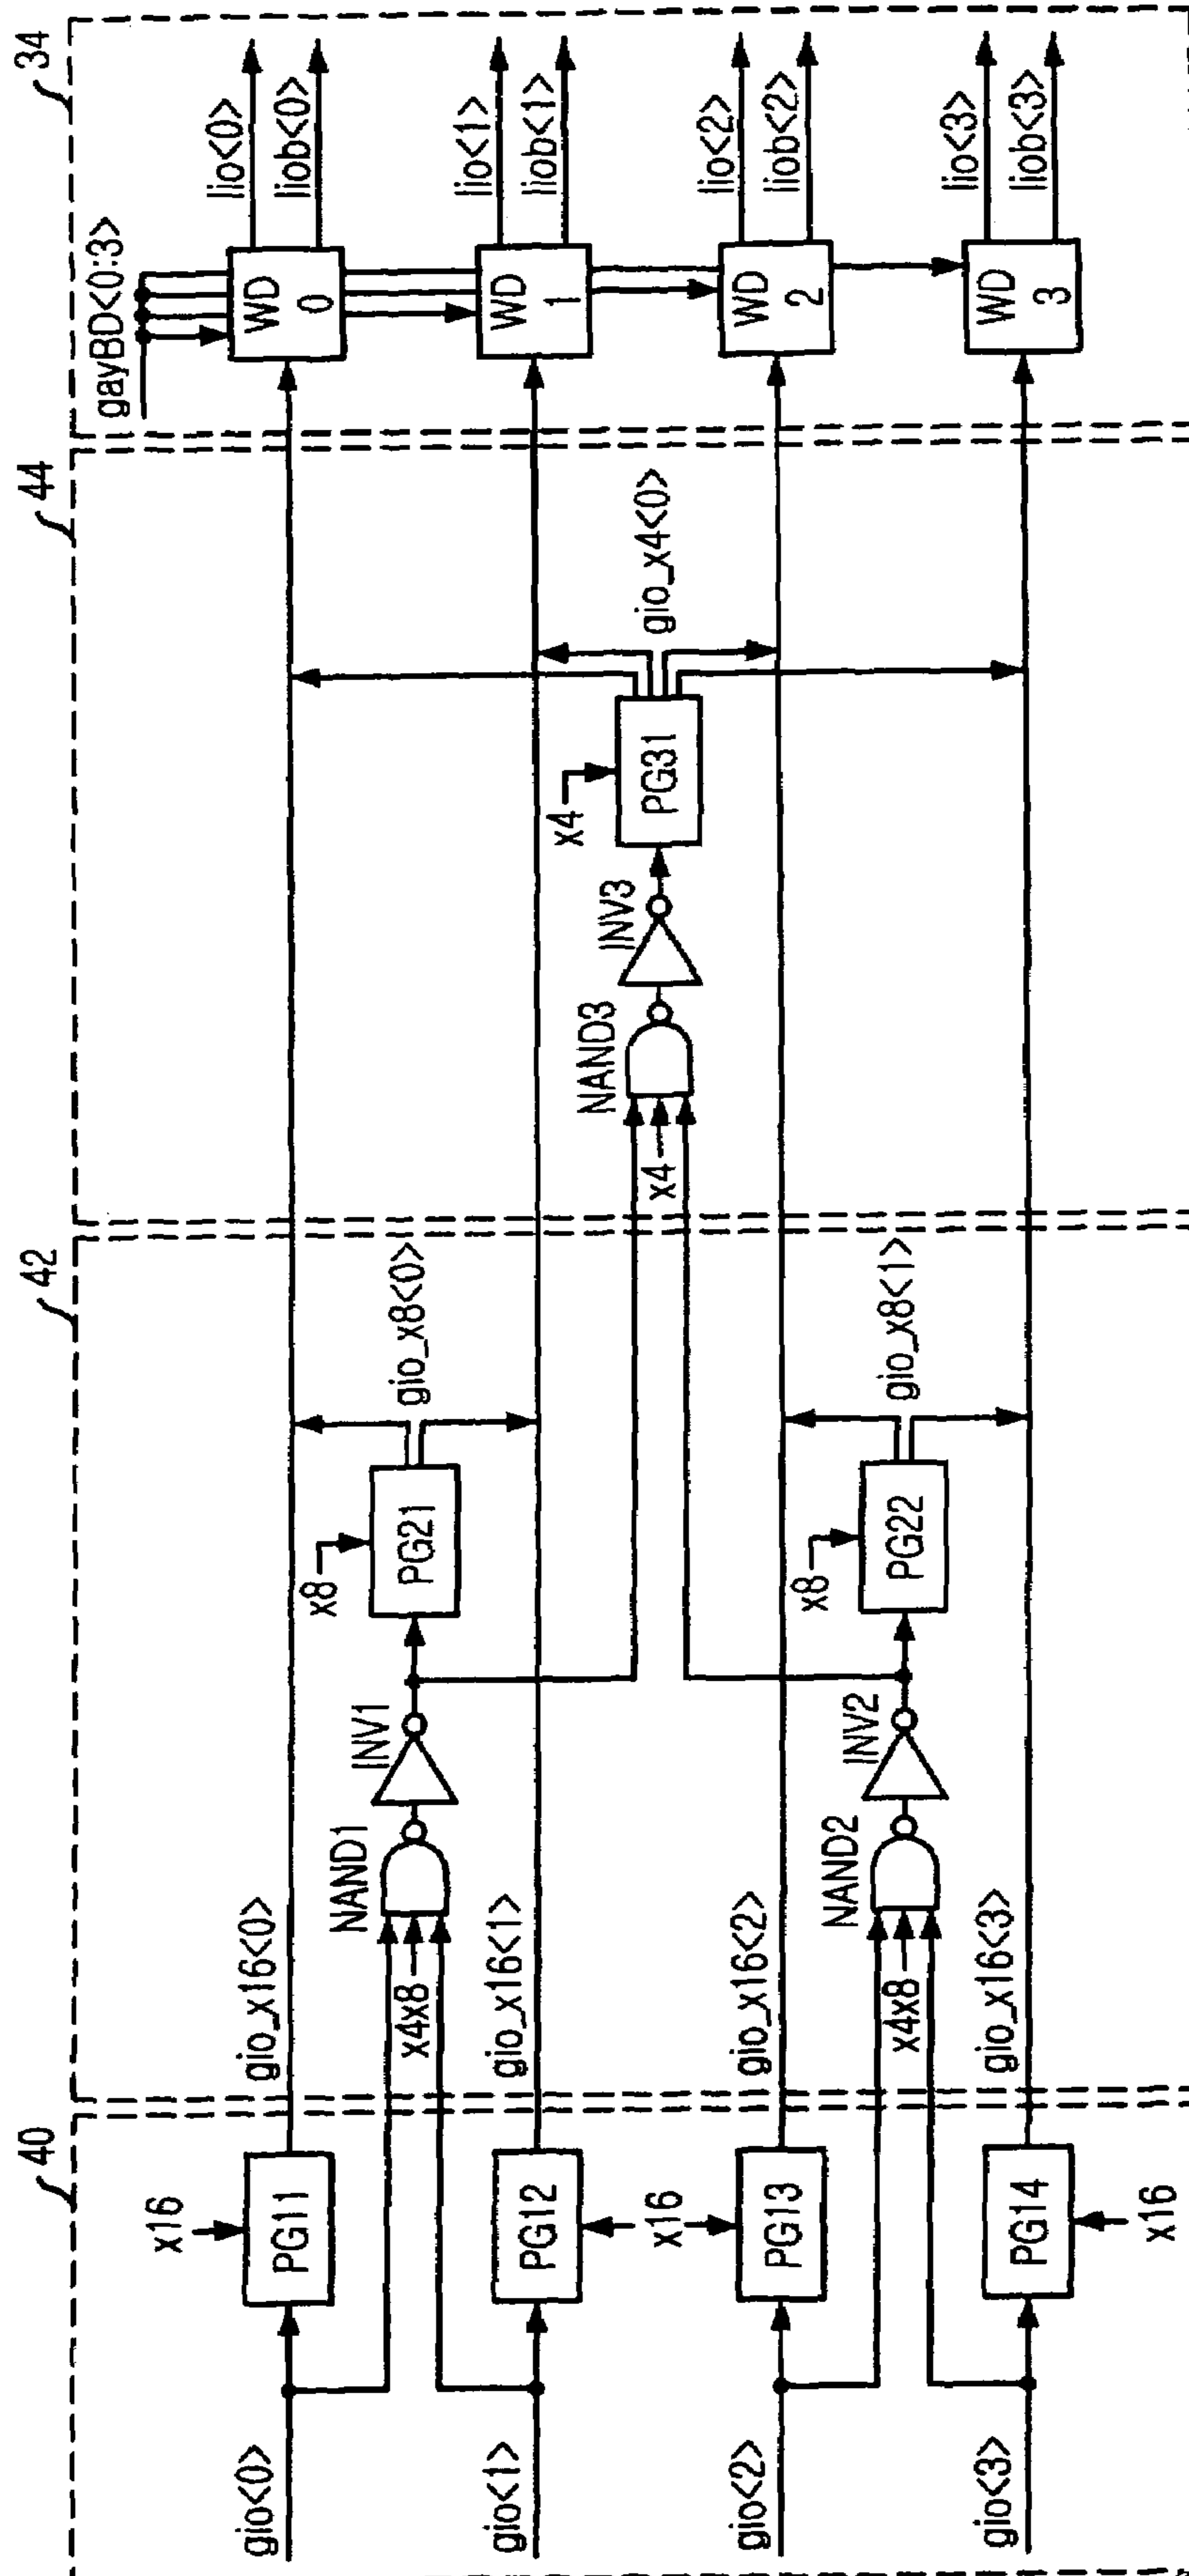 40
42
44
34
gio<0>
x16
PG11
gio_x16<0>
NAND1
x4x8
INV1
x8
PG21
gio_x8<0>
gio<1>
PG12
gio_x16<1>
x16
gio<2>
PG13
gio_x16<2>
NAND2
x4x8
INV2
x8
PG22
gio_x8<1>
gio<3>
PG14
x16
gio_x16<3>
NAND3
x4
INV3
x4
PG31
gio_x4<0>
gayBD<0:3>
WD
0
lio<0>
liob<0>
WD
1
lio<1>
liob<1>
WD
2
lio<2>
liob<2>
WD
3
lio<3>
liob<3>